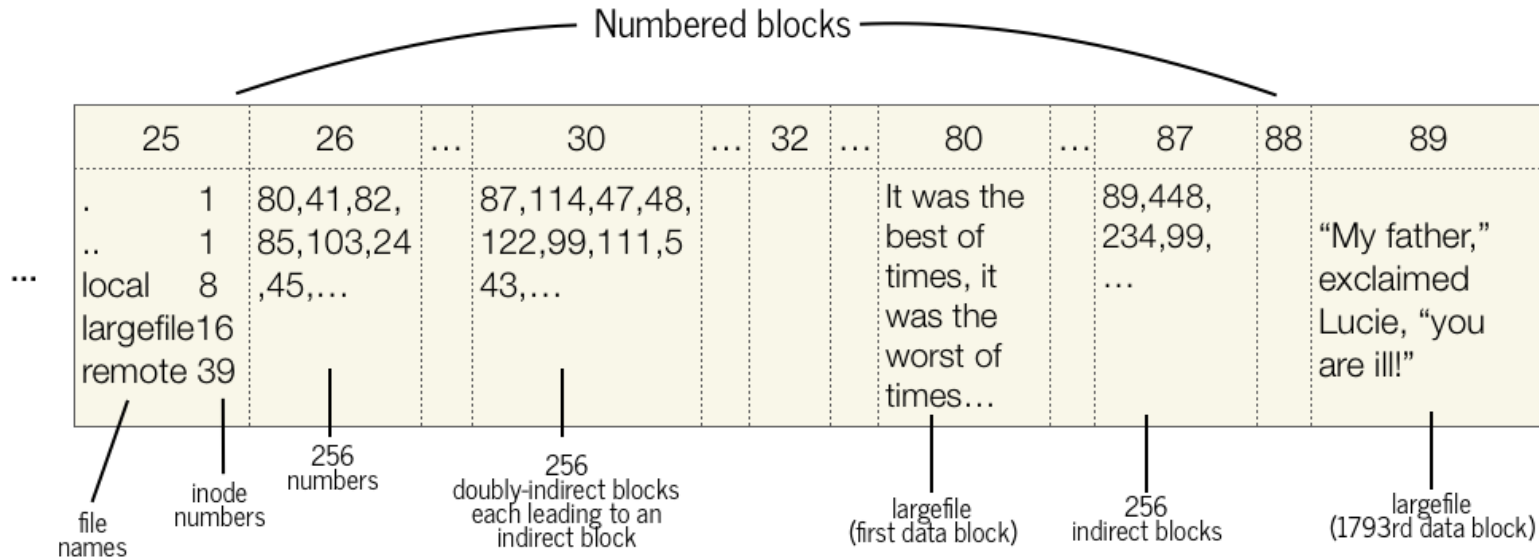 Numbered blocks
25 26 ... 30 ... 32 ... 80 ... 87 88 89
...
. 1
.. 1
local 8
largefile16
remote 39
80,41,82,
85,103,24
,45,...
87,114,47,48,
122,99,111,5
43,...
It was the
best of
times, it
was the
worst of
times...
89,448,
234,99,
...
“My father,”
exclaimed
Lucie, “you
are ill!”
file
names
inode
numbers
256
numbers
256
doubly-indirect blocks
each leading to an
indirect block
largefile
(first data block)
256
indirect blocks
largefile
(1793rd data block)